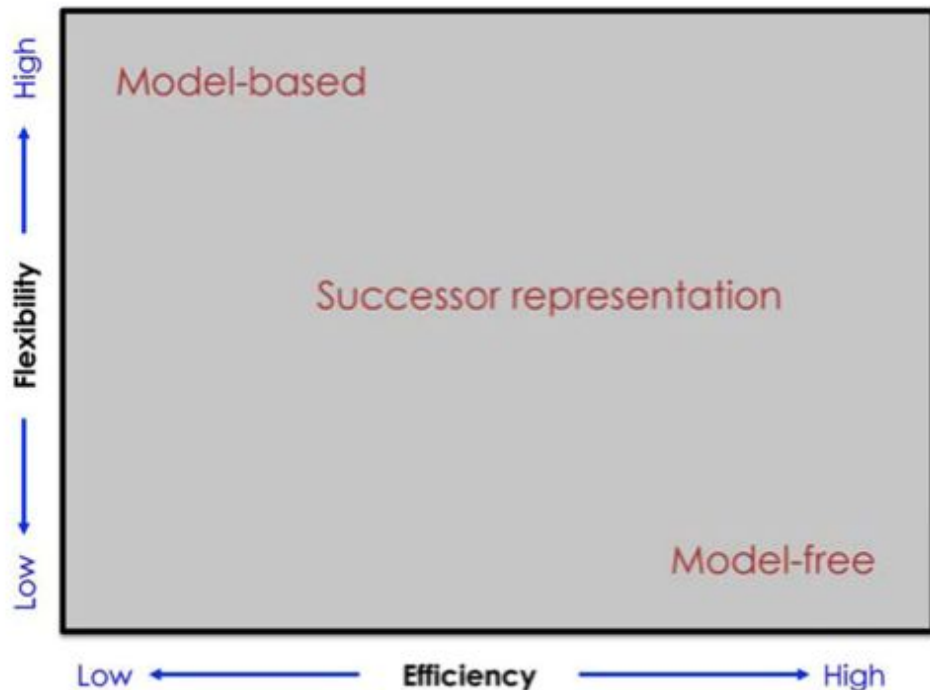 High
Model-based
Flexibility
Successor representation
Low
Model-free
Low
Efficiency
High